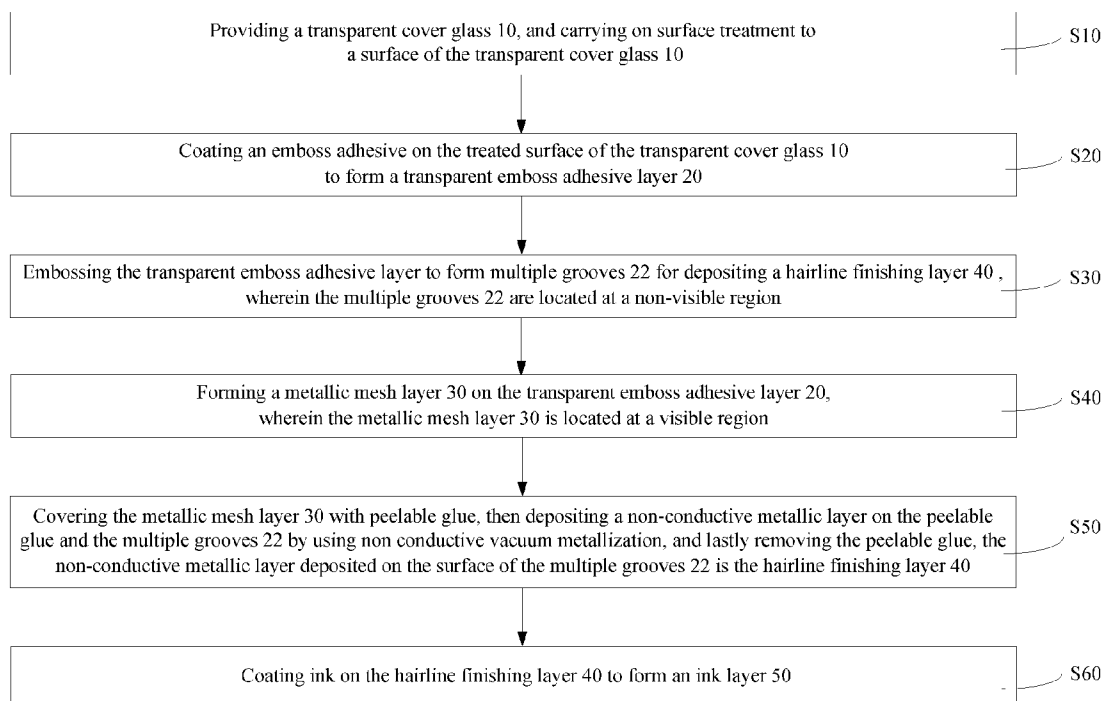 Providing a transparent cover glass 10, and carrying on surface treatment to
a surface of the transparent cover glass 10
S10
Coating an emboss adhesive on the treated surface of the transparent cover glass 10
to form a transparent emboss adhesive layer 20
S20
Embossing the transparent emboss adhesive layer to form multiple grooves 22 for depositing a hairline finishing layer 40 ,
wherein the multiple grooves 22 are located at a non-visible region
S30
Forming a metallic mesh layer 30 on the transparent emboss adhesive layer 20,
wherein the metallic mesh layer 30 is located at a visible region
S40
Covering the metallic mesh layer 30 with peelable glue, then depositing a non-conductive metallic layer on the peelable
glue and the multiple grooves 22 by using non conductive vacuum metallization, and lastly removing the peelable glue, the
non-conductive metallic layer deposited on the surface of the multiple grooves 22 is the hairline finishing layer 40
S50
Coating ink on the hairline finishing layer 40 to form an ink layer 50
S60